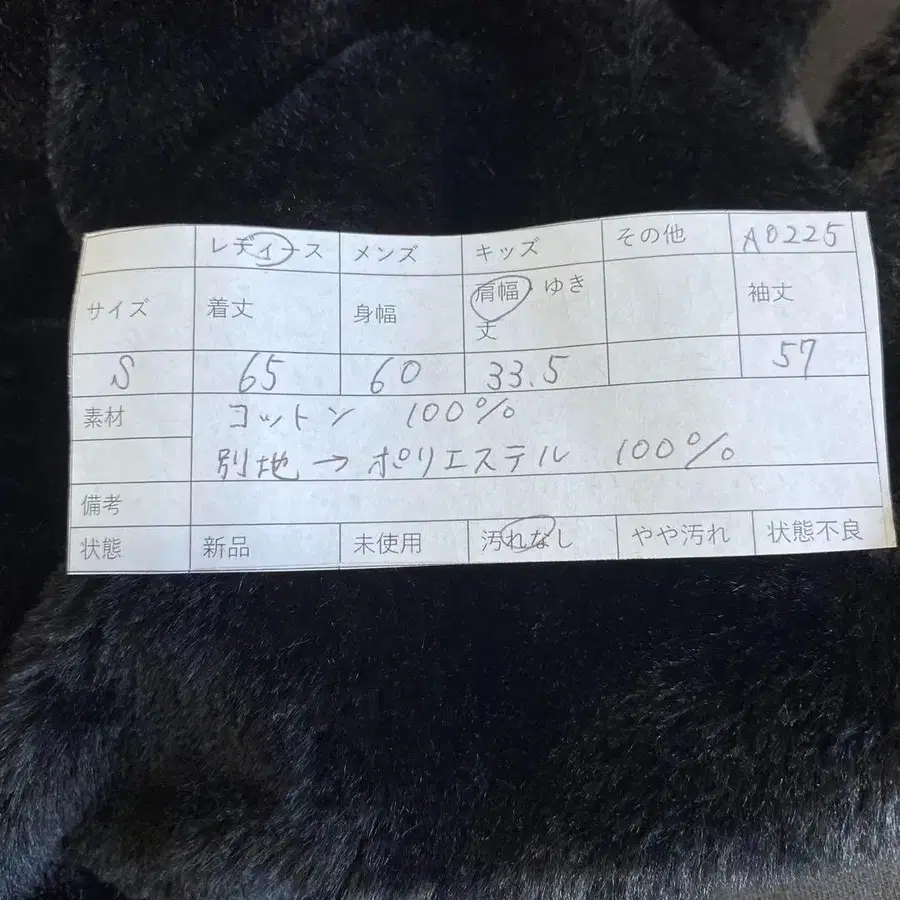 レディース メンズ キッズ その他 A0225
サイズ 着丈 身幅 肩幅・ゆき丈 袖丈
S 65 60 33.5 57
素材 コットン 100%
別地→ポリエステル 100%
備考
状態 新品 未使用 汚れなし やや汚れ 状態不良